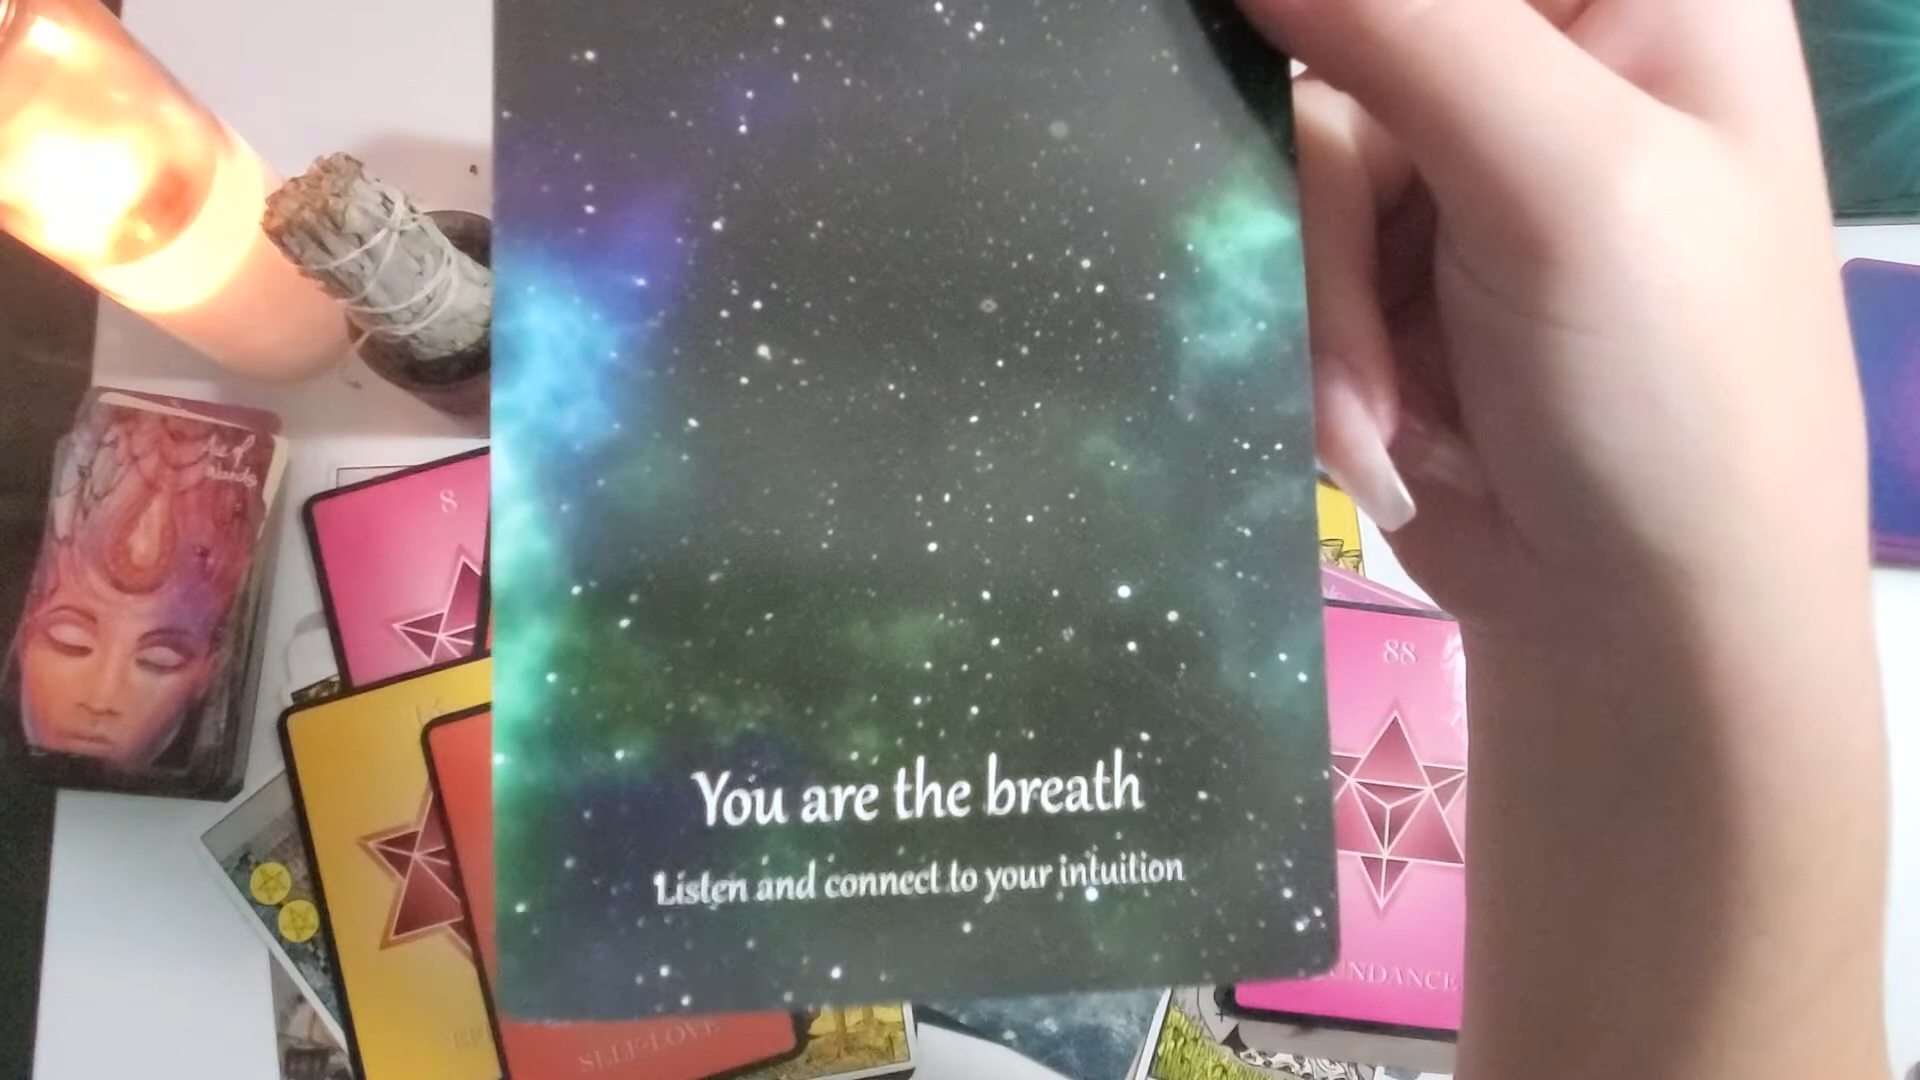 You are the breath
Listen and connect to your intuition
8
88
SELF-LOVE